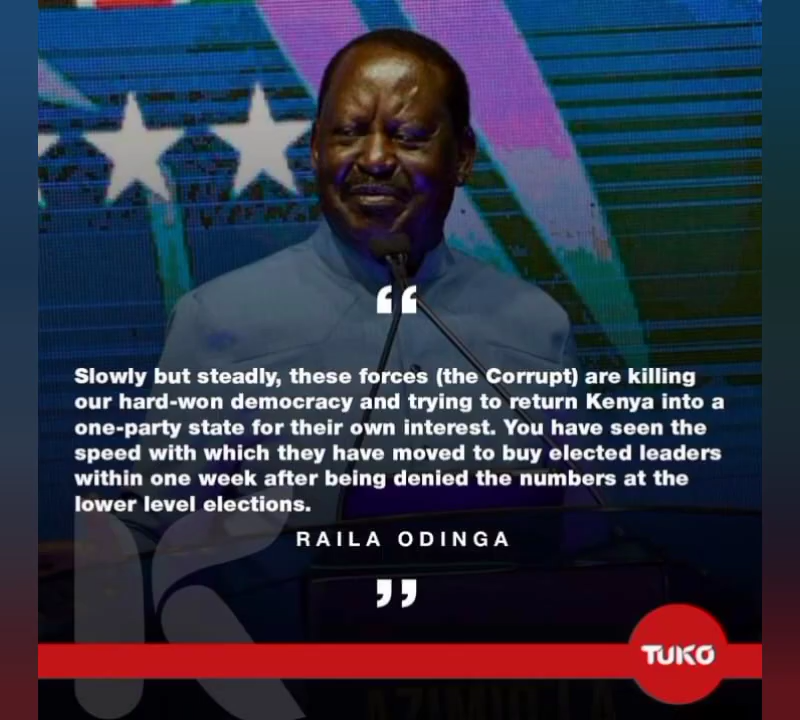 “
Slowly but steadily, these forces (the Corrupt) are killing
our hard-won democracy and trying to return Kenya into a
one-party state for their own interest. You have seen the
speed with which they have moved to buy elected leaders
within one week after being denied the numbers at the
lower level elections.
RAILA ODINGA
”
TUKO
AZIMIO LA